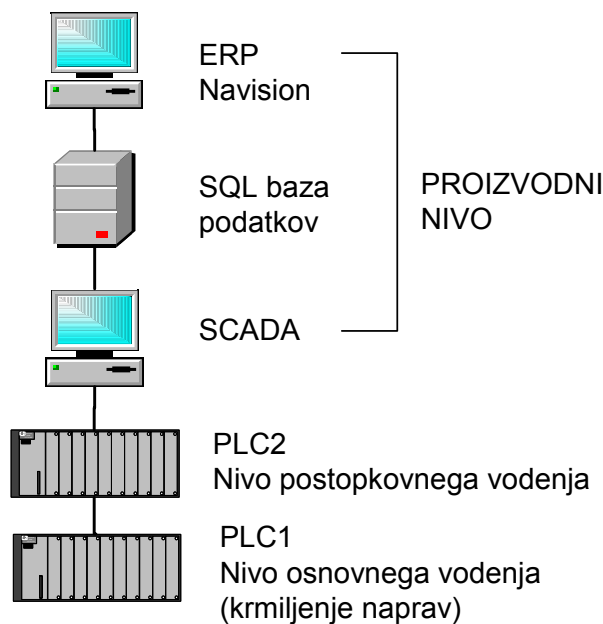 ERP
Navision
SQL baza
podatkov
PROIZVODNI
NIVO
SCADA
PLC2
Nivo postopkovnega vodenja
PLC1
Nivo osnovnega vodenja
(krmiljenje naprav)